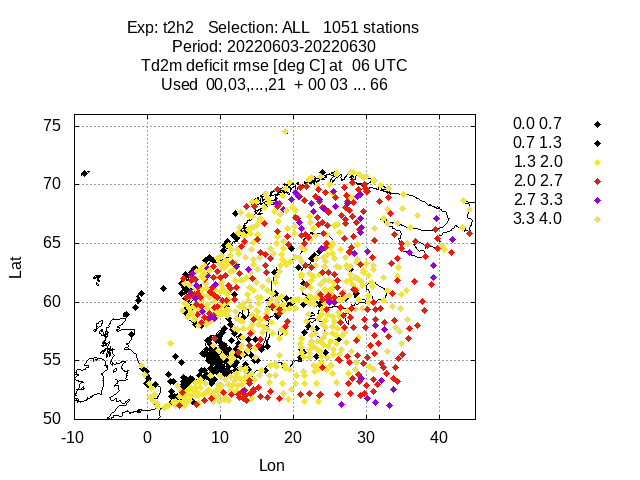 Exp: t2h2 Selection: ALL 1051 stations
Period: 20220603-20220630
Td2m deficit rmse [deg C] at 06 UTC
Used 00,03,...,21 + 00 03 ... 66
75
70
65
60
55
50
Lat
-10 0 10 20 30 40
Lon
0.0 0.7
0.7 1.3
1.3 2.0
2.0 2.7
2.7 3.3
3.3 4.0